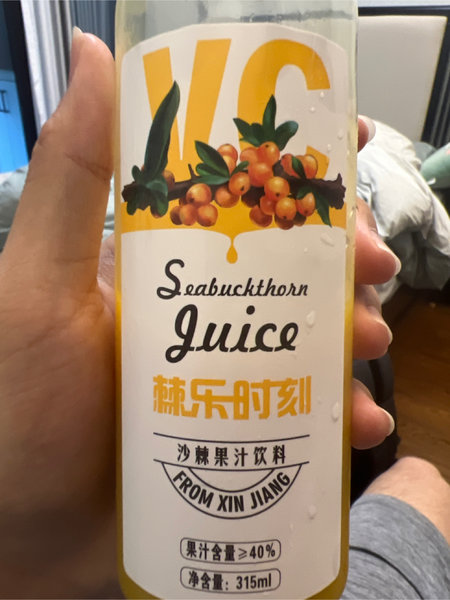 VC
Seabuckthorn
Juice
棘乐时刻
沙棘果汁饮料
FROM XIN JIANG
果汁含量≥40%
净含量：315ml